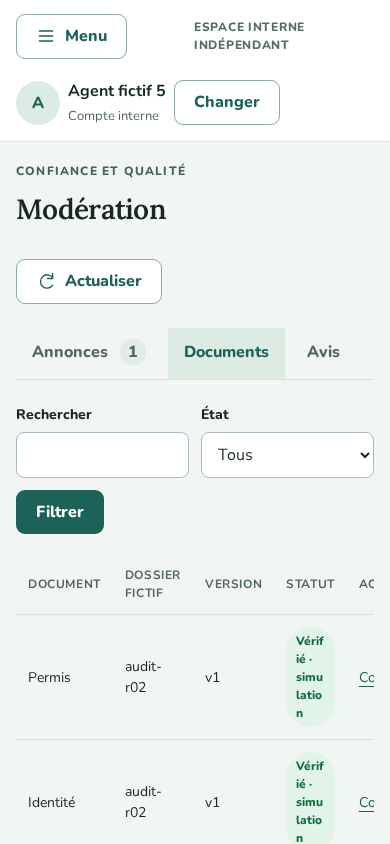 Menu
ESPACE INTERNE
INDÉPENDANT
A
Agent fictif 5
Compte interne
Changer
CONFIANCE ET QUALITÉ
Modération
Actualiser
Annonces 1 Documents Avis
Rechercher État
Tous
Filtrer
DOCUMENT DOSSIER FICTIF VERSION STATUT AC
Permis audit-r02 v1 Co
Vérif
ié ·
simu
latio
n
Identité audit-r02 v1 Co
Vérif
ié ·
simu
latio
n